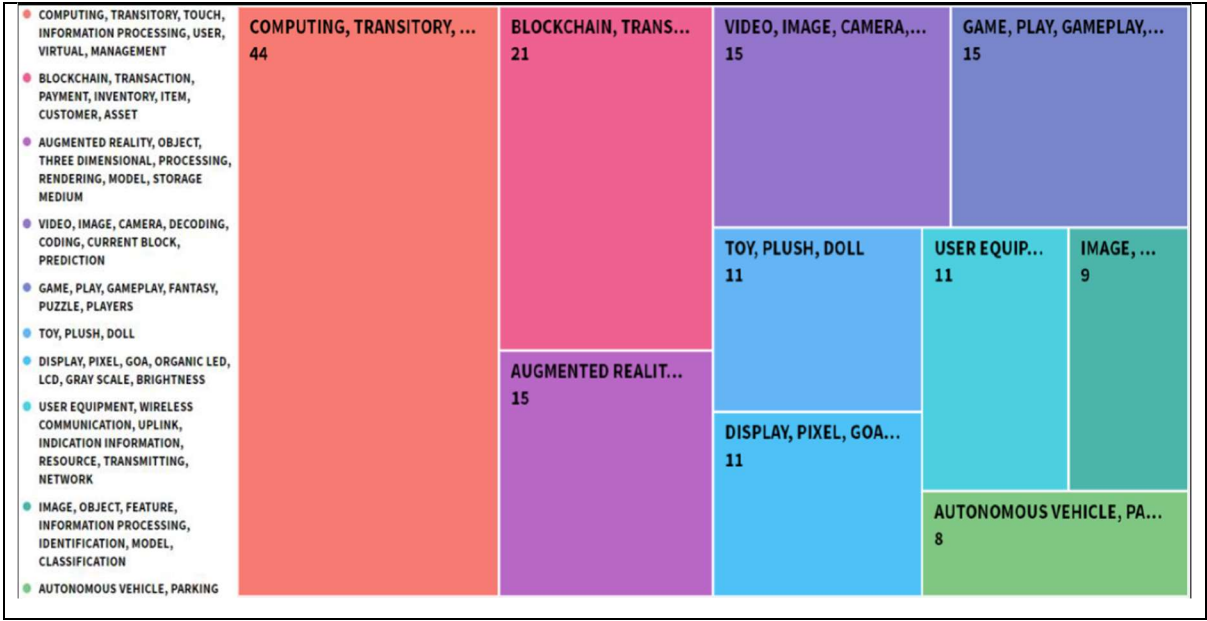 COMPUTING, TRANSITORY, TOUCH,
INFORMATION PROCESSING, USER,
VIRTUAL, MANAGEMENT
BLOCKCHAIN, TRANSACTION,
PAYMENT, INVENTORY, ITEM,
CUSTOMER, ASSET
AUGMENTED REALITY, OBJECT,
THREE DIMENSIONAL, PROCESSING,
RENDERING, MODEL, STORAGE
MEDIUM
VIDEO, IMAGE, CAMERA, DECODING,
CODING, CURRENT BLOCK,
PREDICTION
GAME, PLAY, GAMEPLAY, FANTASY,
PUZZLE, PLAYERS
TOY, PLUSH, DOLL
DISPLAY, PIXEL, GOA, ORGANIC LED,
LCD, GRAY SCALE, BRIGHTNESS
USER EQUIPMENT, WIRELESS
COMMUNICATION, UPLINK,
INDICATION INFORMATION,
RESOURCE, TRANSMITTING,
NETWORK
IMAGE, OBJECT, FEATURE,
INFORMATION PROCESSING,
IDENTIFICATION, MODEL,
CLASSIFICATION
AUTONOMOUS VEHICLE, PARKING
COMPUTING, TRANSITORY, ...
44
BLOCKCHAIN, TRANS...
21
AUGMENTED REALIT...
15
VIDEO, IMAGE, CAMERA,...
15
GAME, PLAY, GAMEPLAY,...
15
TOY, PLUSH, DOLL
11
DISPLAY, PIXEL, GOA...
11
USER EQUIP...
11
IMAGE, ...
9
AUTONOMOUS VEHICLE, PA...
8